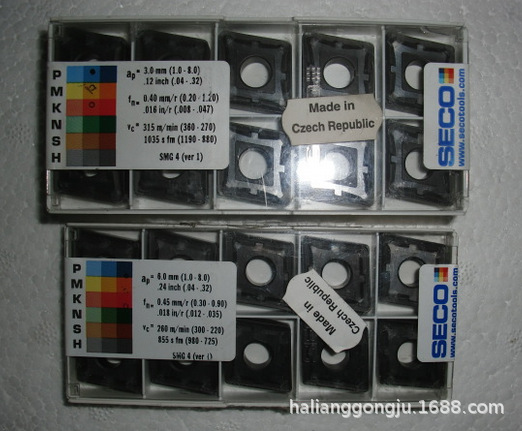 P
M
K
N
S
H
ap= 3.0 mm (1.0 - 8.0)
.12 inch (.04 - .32)
fn= 0.40 mm/r (0.20 - 1.20)
.016 in/r (.008 - .047)
vc= 315 m/min (360 - 270)
1035 s fm (1190 - 880)
SMG 4 (ver 1)
Made in
Czech Republic
SECO
www.secotools.com
P
M
K
N
S
H
ap= 6.0 mm (1.0 - 8.0)
.24 inch (.04 - .32)
fn= 0.45 mm/r (0.30 - 0.90)
.018 in/r (.012 - .035)
vc= 260 m/min (300 - 220)
855 s fm (980 - 725)
SMG 4 (ver 1)
Made in
Czech Republic
SECO
www.secotools.com
halianggongju.1688.com/